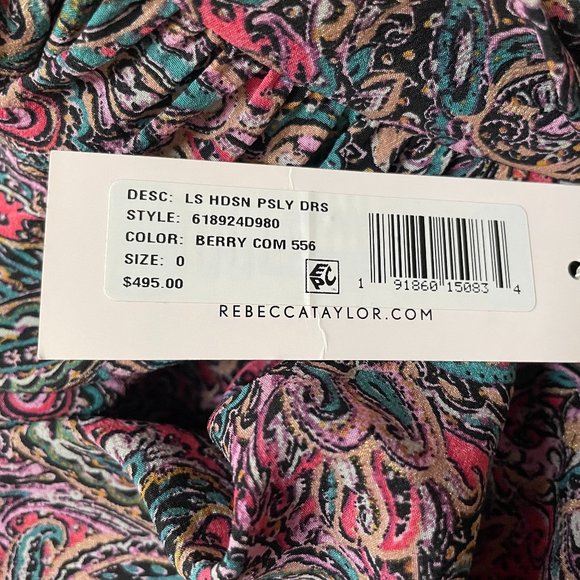 DESC: LS HDSN PSLY DRS
STYLE: 618924D980
COLOR: BERRY COM 556
SIZE: 0
$495.00
EPC
1 91860 15083 4
REBECCATAYLOR.COM